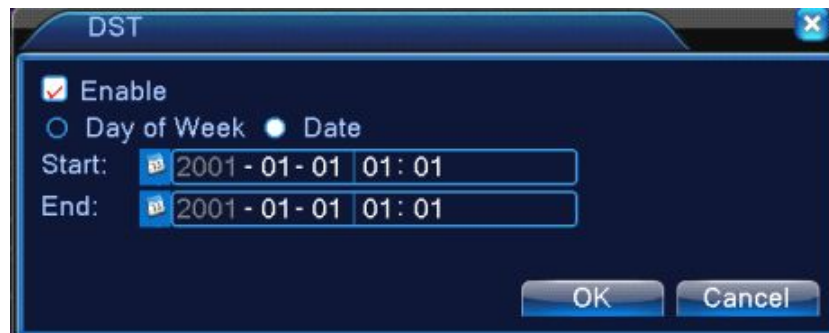 DST
Enable
Day of Week Date
Start: 2001 - 01 - 01 01 : 01
End: 2001 - 01 - 01 01 : 01
OK Cancel